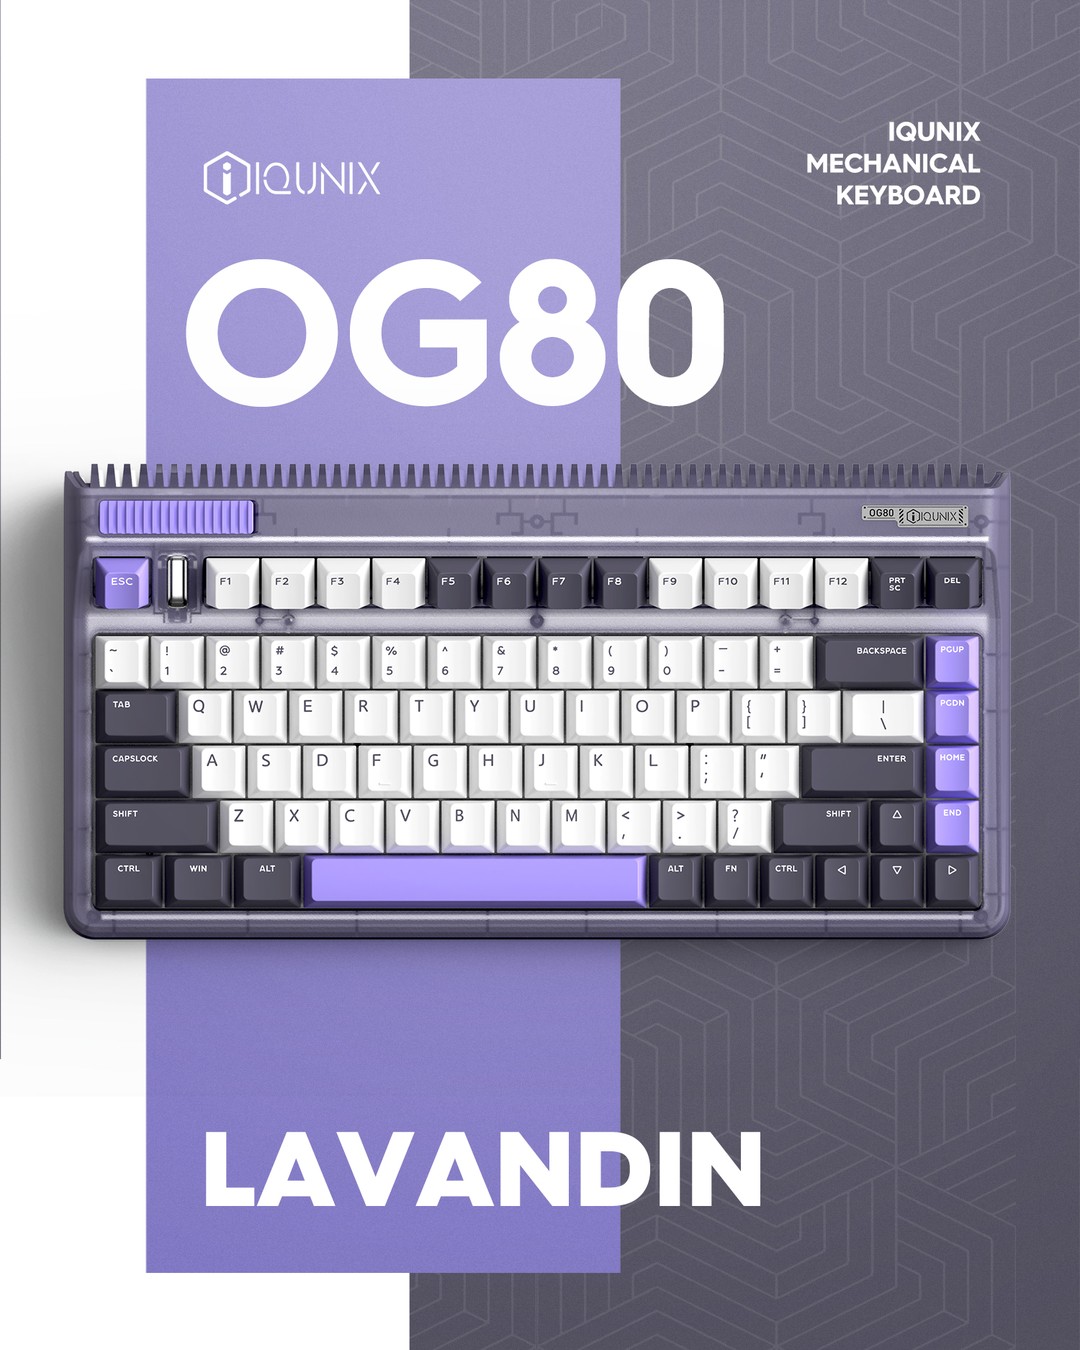 IQUNIX
IQUNIX
MECHANICAL
KEYBOARD
OG80
OG80 IQUNIX
ESC F1 F2 F3 F4 F5 F6 F7 F8 F9 F10 F11 F12 PRT SC DEL
~ ` ! 1 @ 2 # 3 $ 4 % 5 ^ 6 & 7 * 8 ( 9 ) 0 — - + = BACKSPACE PGUP
TAB Q W E R T Y U I O P { [ } ] | \ PGDN
CAPSLOCK A S D F G H J K L : ; " ' ENTER HOME
SHIFT Z X C V B N M < , > . ? / SHIFT △ END
CTRL WIN ALT ALT FN CTRL ◁ ▽ ▷
LAVANDIN